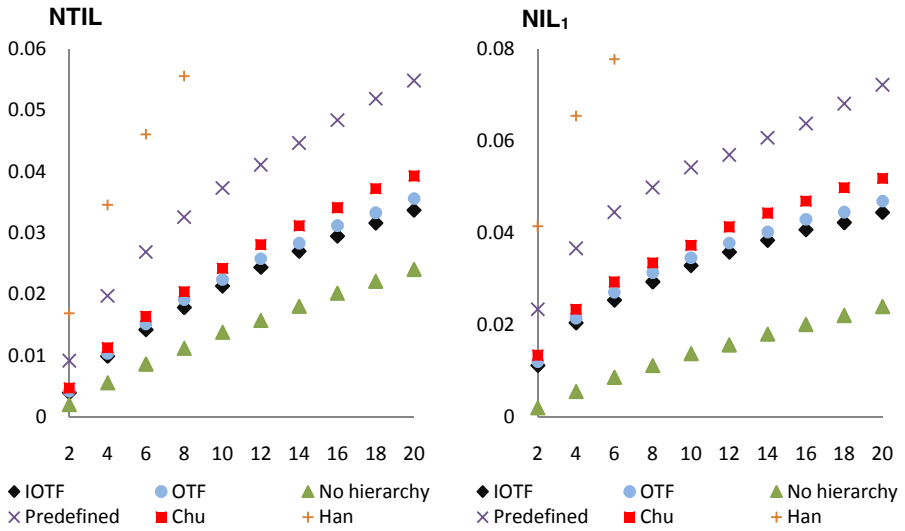 NTIL
0.06
0.05
0.04
0.03
0.02
0.01
0
2 4 6 8 10 12 14 16 18 20
IOTF OTF No hierarchy
Predefined Chu Han
NIL₁
0.08
0.06
0.04
0.02
0
2 4 6 8 10 12 14 16 18 20
IOTF OTF No hierarchy
Predefined Chu Han